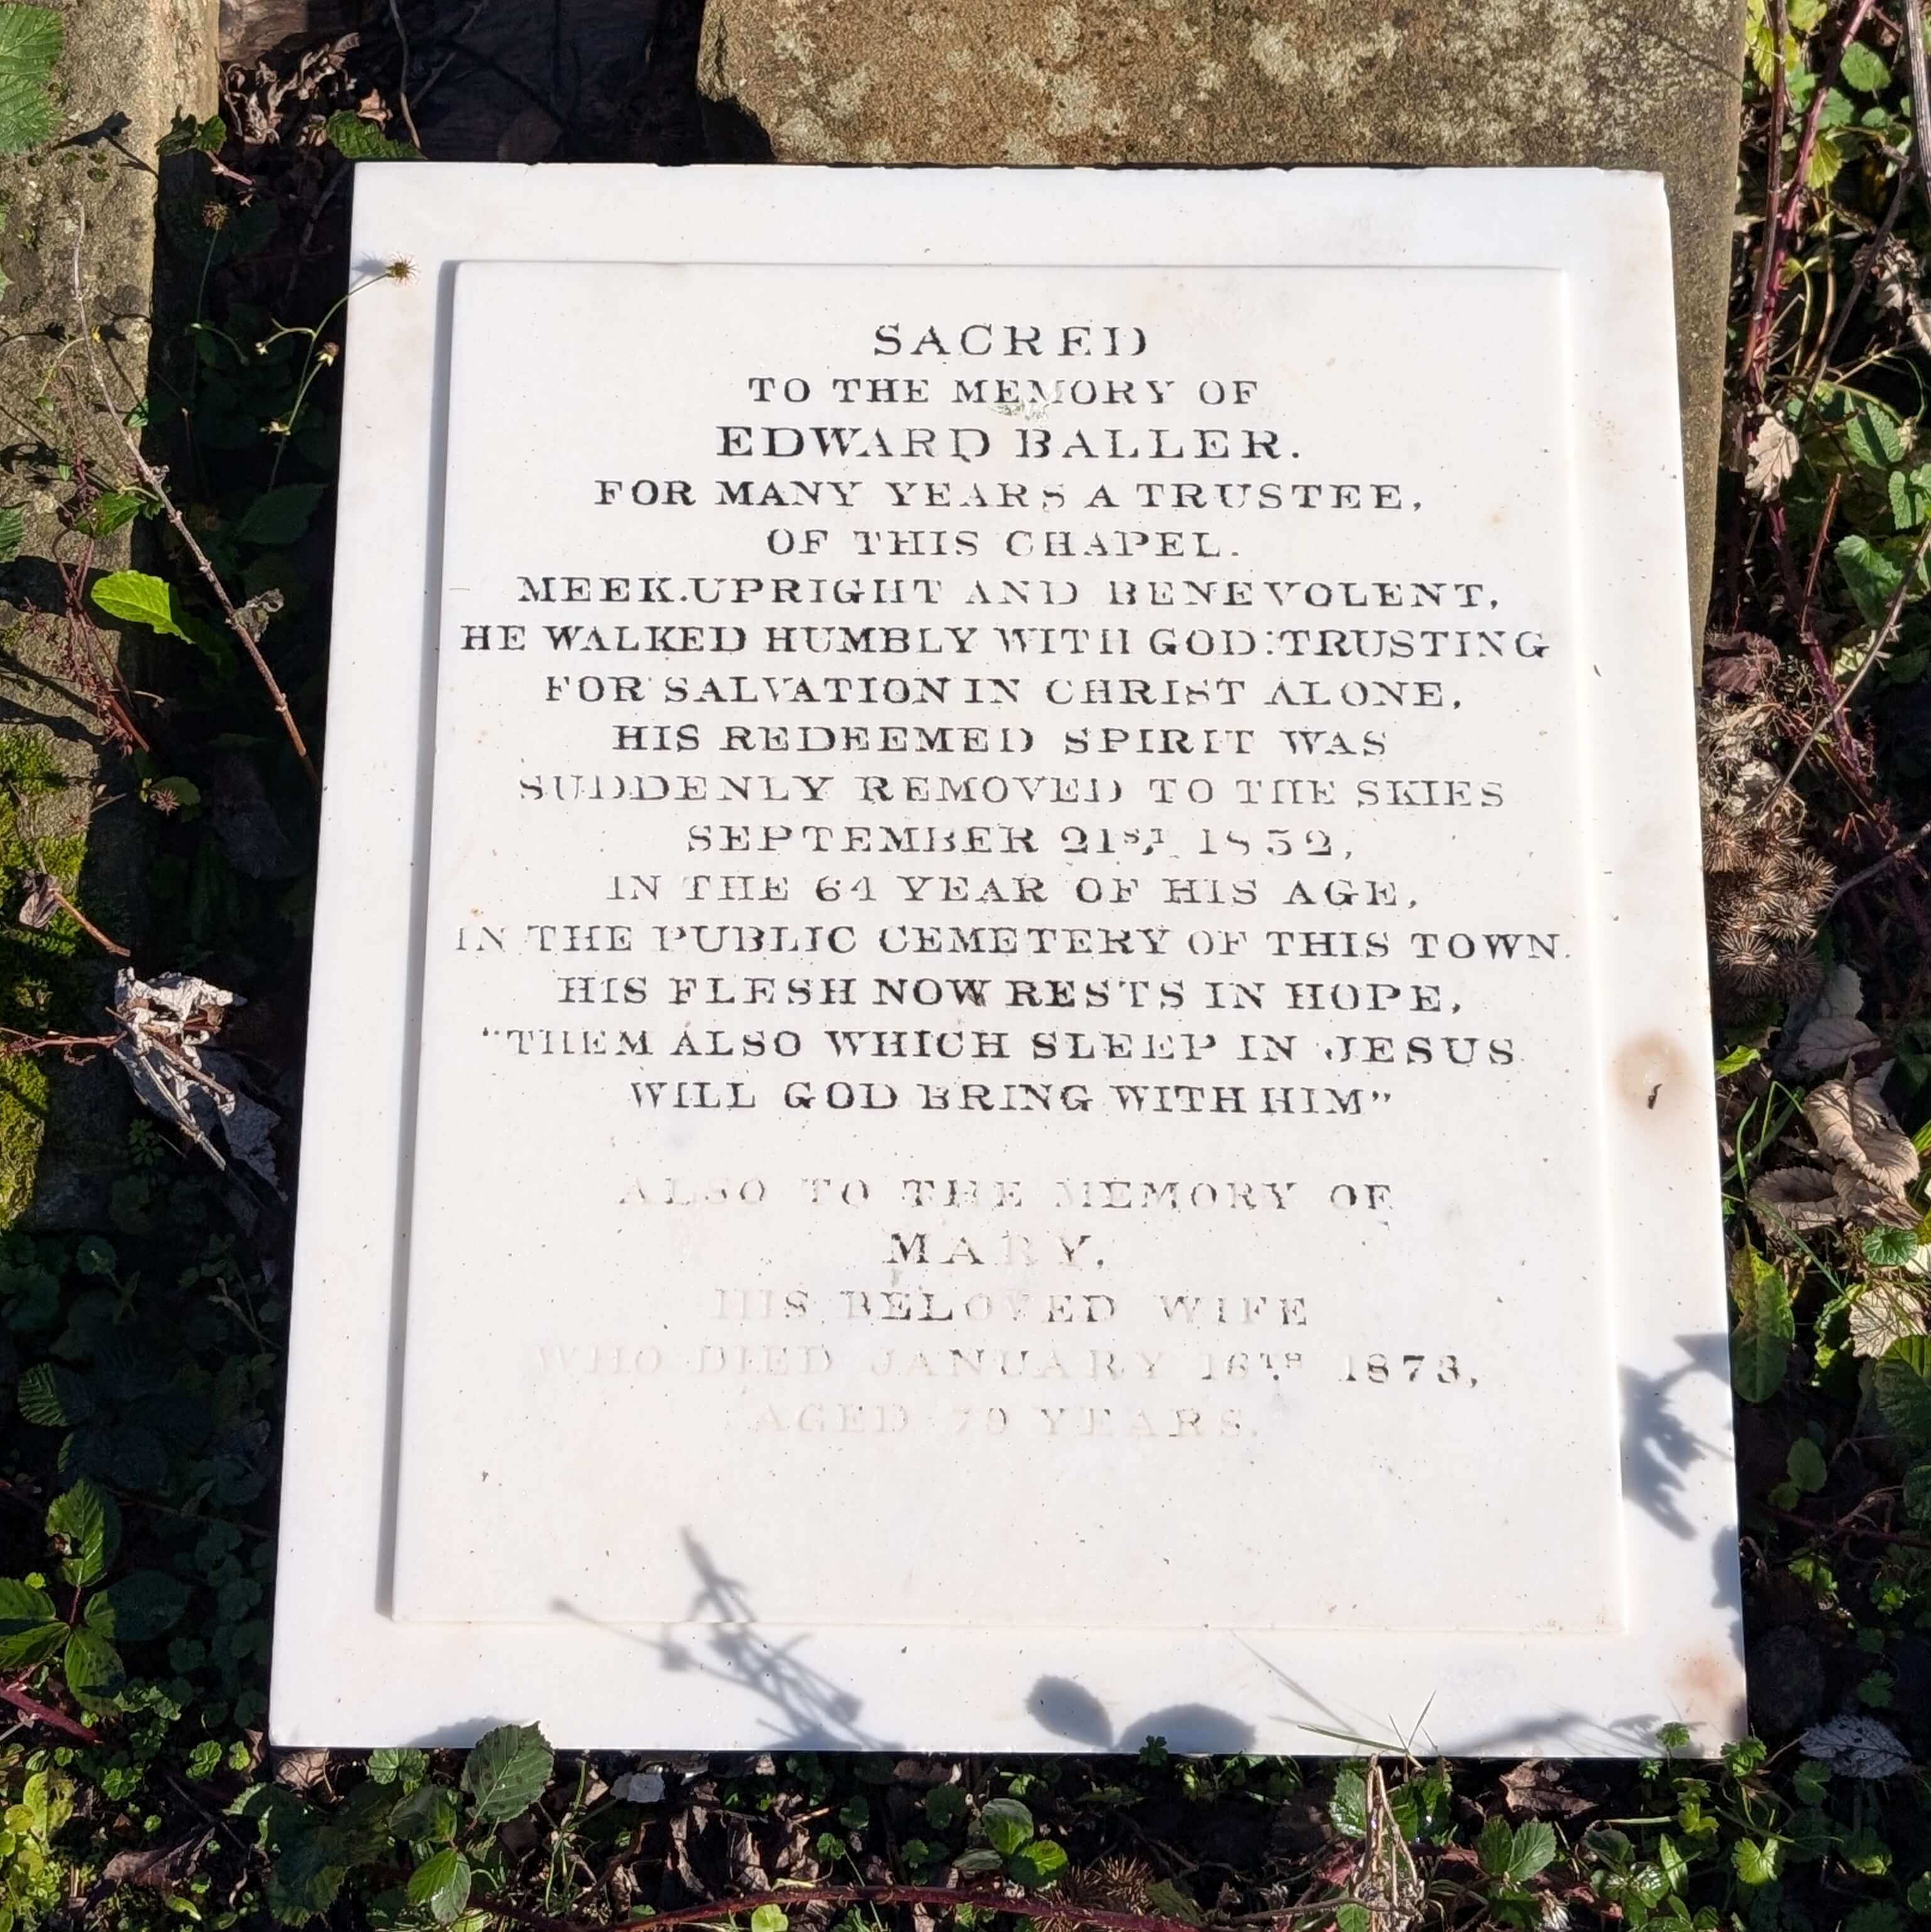 SACRED
TO THE MEMORY OF
EDWARD BALLER.
FOR MANY YEARS A TRUSTEE,
OF THIS CHAPEL.
MEEK.UPRIGHT AND BENEVOLENT,
HE WALKED HUMBLY WITH GOD:TRUSTING
FOR SALVATION IN CHRIST ALONE,
HIS REDEEMED SPIRIT WAS
SUDDENLY REMOVED TO THE SKIES
SEPTEMBER 21ST, 1852,
IN THE 64 YEAR OF HIS AGE,
IN THE PUBLIC CEMETERY OF THIS TOWN.
HIS FLESH NOW RESTS IN HOPE,
"THEM ALSO WHICH SLEEP IN JESUS
WILL GOD BRING WITH HIM"
ALSO TO THE MEMORY OF
MARY,
HIS BELOVED WIFE
WHO DIED JANUARY 16TH 1873,
AGED 79 YEARS.